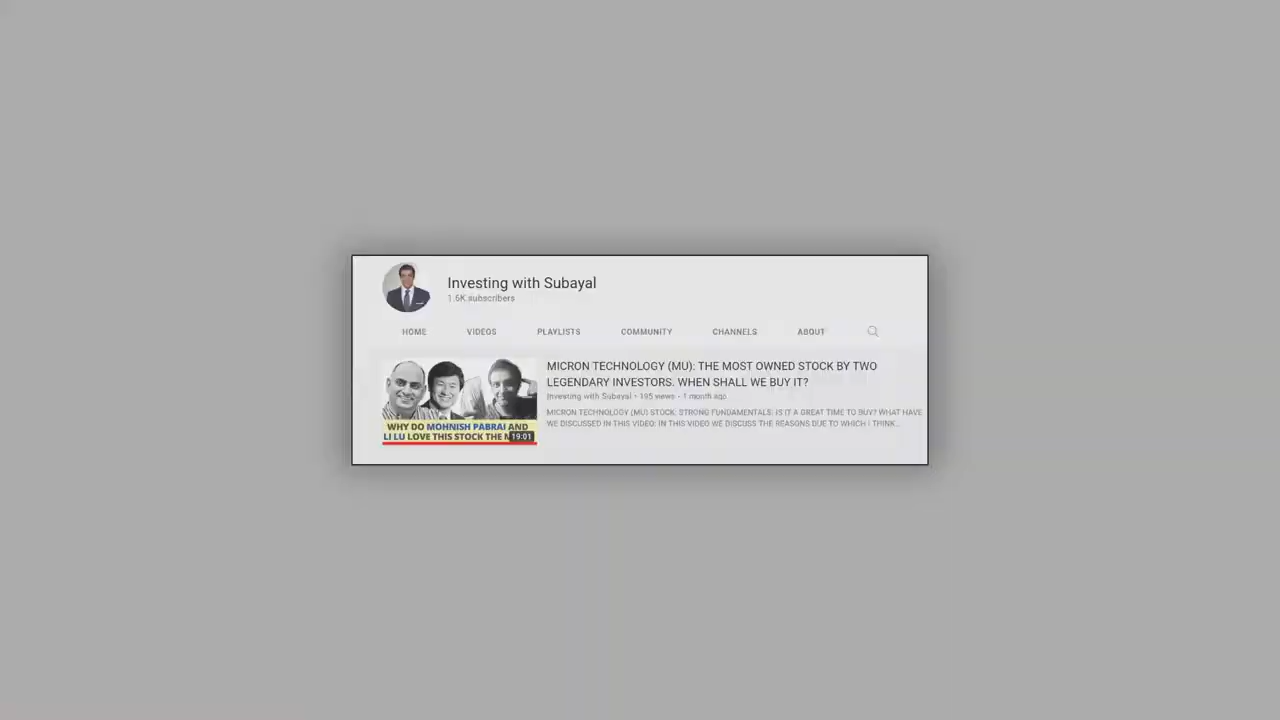 Investing with Subayal
1.6K subscribers
HOME VIDEOS PLAYLISTS COMMUNITY CHANNELS ABOUT
WHY DO MOHNISH PABRAI AND
LI LU LOVE THIS STOCK THE
19:01
MICRON TECHNOLOGY (MU): THE MOST OWNED STOCK BY TWO
LEGENDARY INVESTORS. WHEN SHALL WE BUY IT?
Investing with Subayal • 195 views • 1 month ago
MICRON TECHNOLOGY (MU) STOCK: STRONG FUNDAMENTALS: IS IT A GREAT TIME TO BUY? WHAT HAVE
WE DISCUSSED IN THIS VIDEO: IN THIS VIDEO WE DISCUSS THE REASONS DUE TO WHICH I THINK...